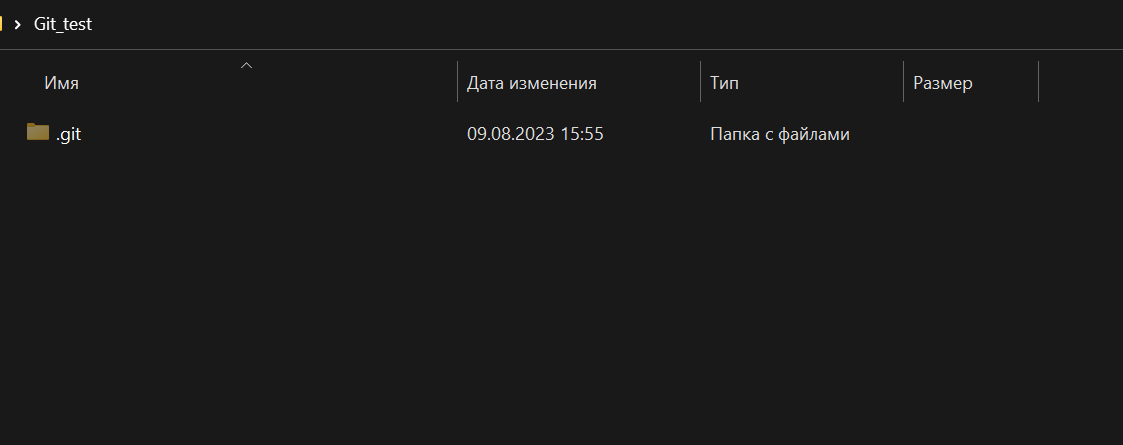 Git_test
Имя Дата изменения Тип Размер
.git 09.08.2023 15:55 Папка с файлами